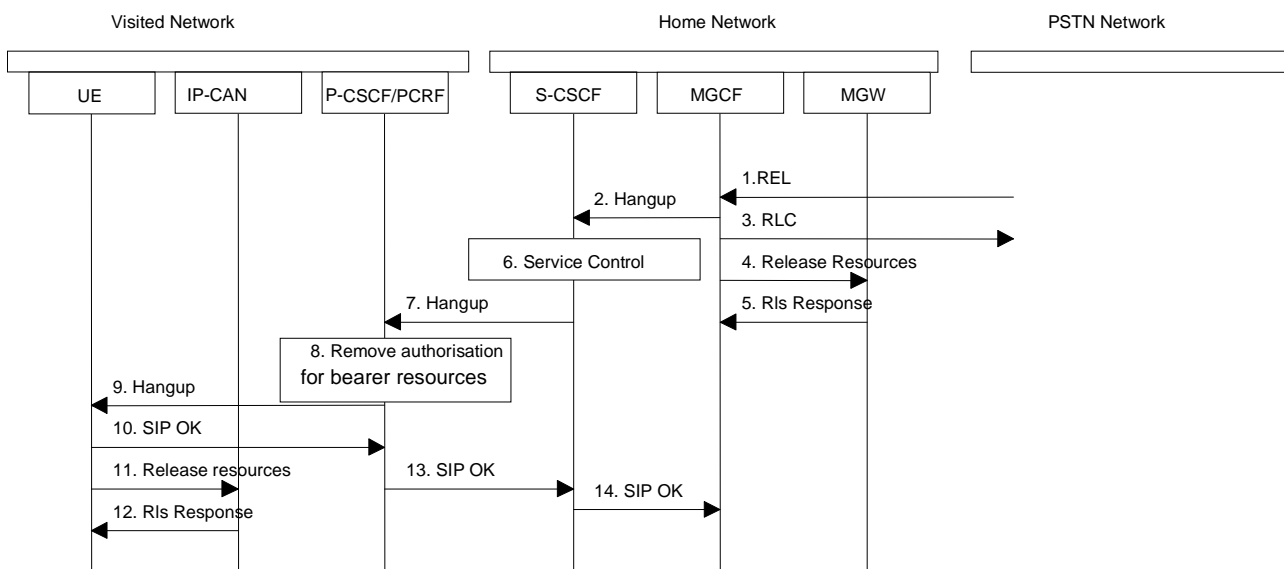 Visited Network
Home Network
PSTN Network
UE
IP-CAN
P-CSCF/PCRF
S-CSCF
MGCF
MGW
1.REL
2. Hangup
3. RLC
6. Service Control
4. Release Resources
7. Hangup
5. Rls Response
8. Remove authorisation
for bearer resources
9. Hangup
10. SIP OK
11. Release resources
13. SIP OK
14. SIP OK
12. Rls Response